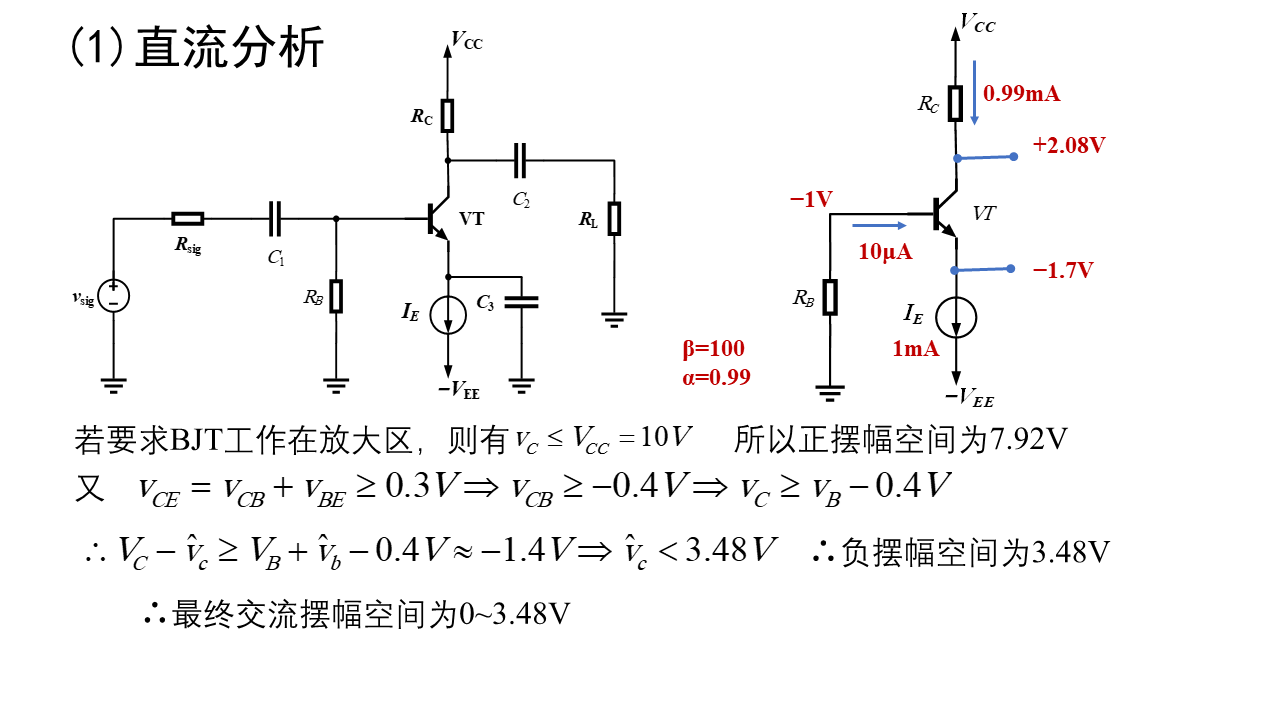 (1)直流分析
V_CC
R_C
C_2
VT
R_L
R_sig
C_1
v_sig
R_B
I_E
C_3
−V_EE
V_CC
R_C
0.99mA
+2.08V
−1V
VT
10μA
−1.7V
R_B
I_E
1mA
β=100
α=0.99
−V_EE
若要求BJT工作在放大区，则有 v_C ≤ V_CC = 10V 所以正摆幅空间为7.92V
又 v_CE = v_CB + v_BE ≥ 0.3V ⇒ v_CB ≥ −0.4V ⇒ v_C ≥ v_B − 0.4V
∴ V_C − v̂_c ≥ V_B + v̂_b − 0.4V ≈ −1.4V ⇒ v̂_c < 3.48V ∴负摆幅空间为3.48V
∴最终交流摆幅空间为0~3.48V